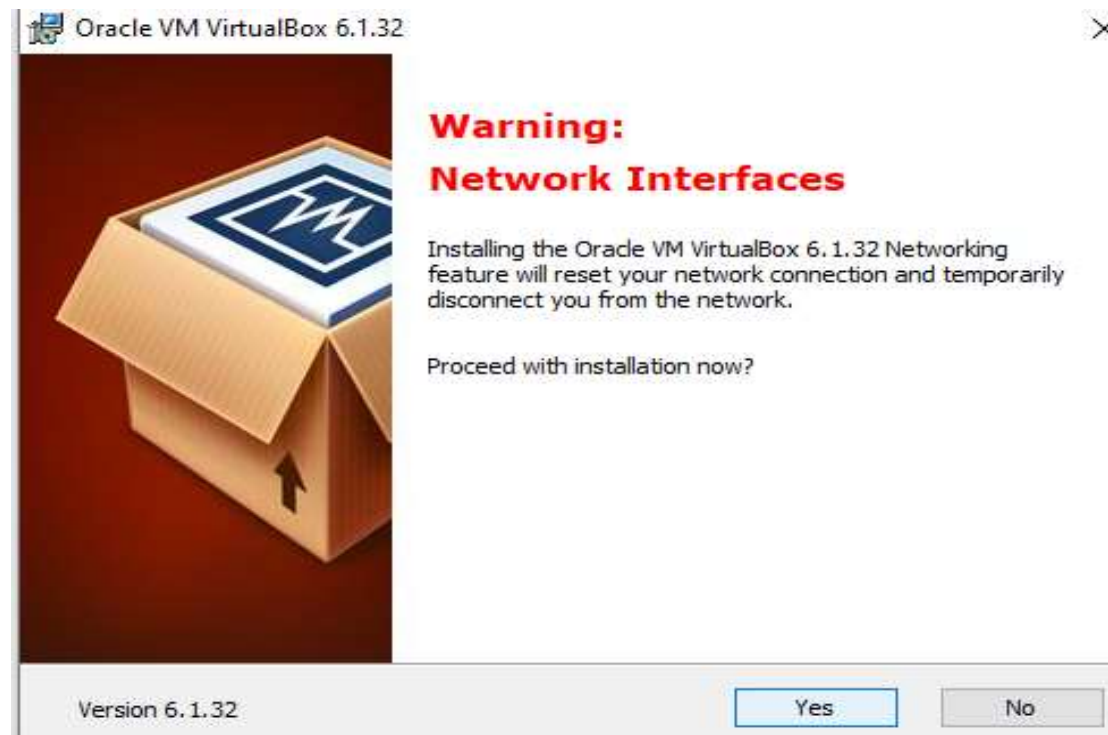 Oracle VM VirtualBox 6.1.32
Warning:
Network Interfaces
Installing the Oracle VM VirtualBox 6.1.32 Networking
feature will reset your network connection and temporarily
disconnect you from the network.
Proceed with installation now?
VM
Version 6.1.32
Yes
No